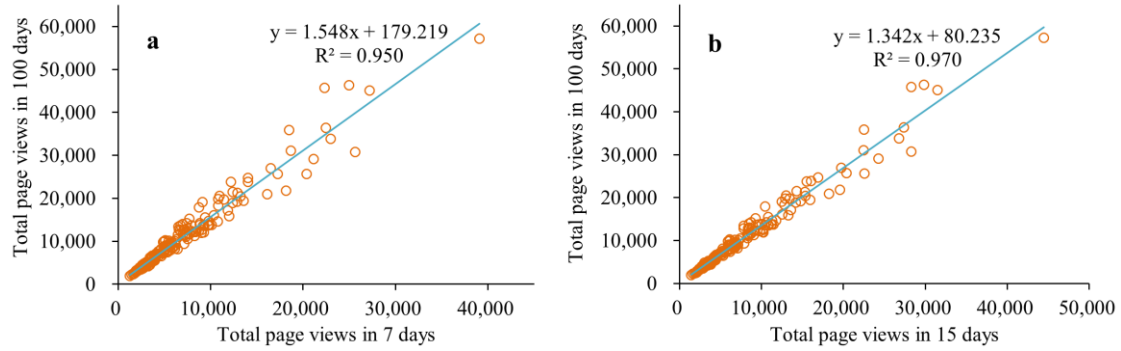 Total page views in 100 days
60,000
50,000
40,000
30,000
20,000
10,000
0
a
y = 1.548x + 179.219
R² = 0.950
0
10,000
20,000
30,000
40,000
Total page views in 7 days
Total page views in 100 days
60,000
50,000
40,000
30,000
20,000
10,000
0
b
y = 1.342x + 80.235
R² = 0.970
0
10,000
20,000
30,000
40,000
50,000
Total page views in 15 days